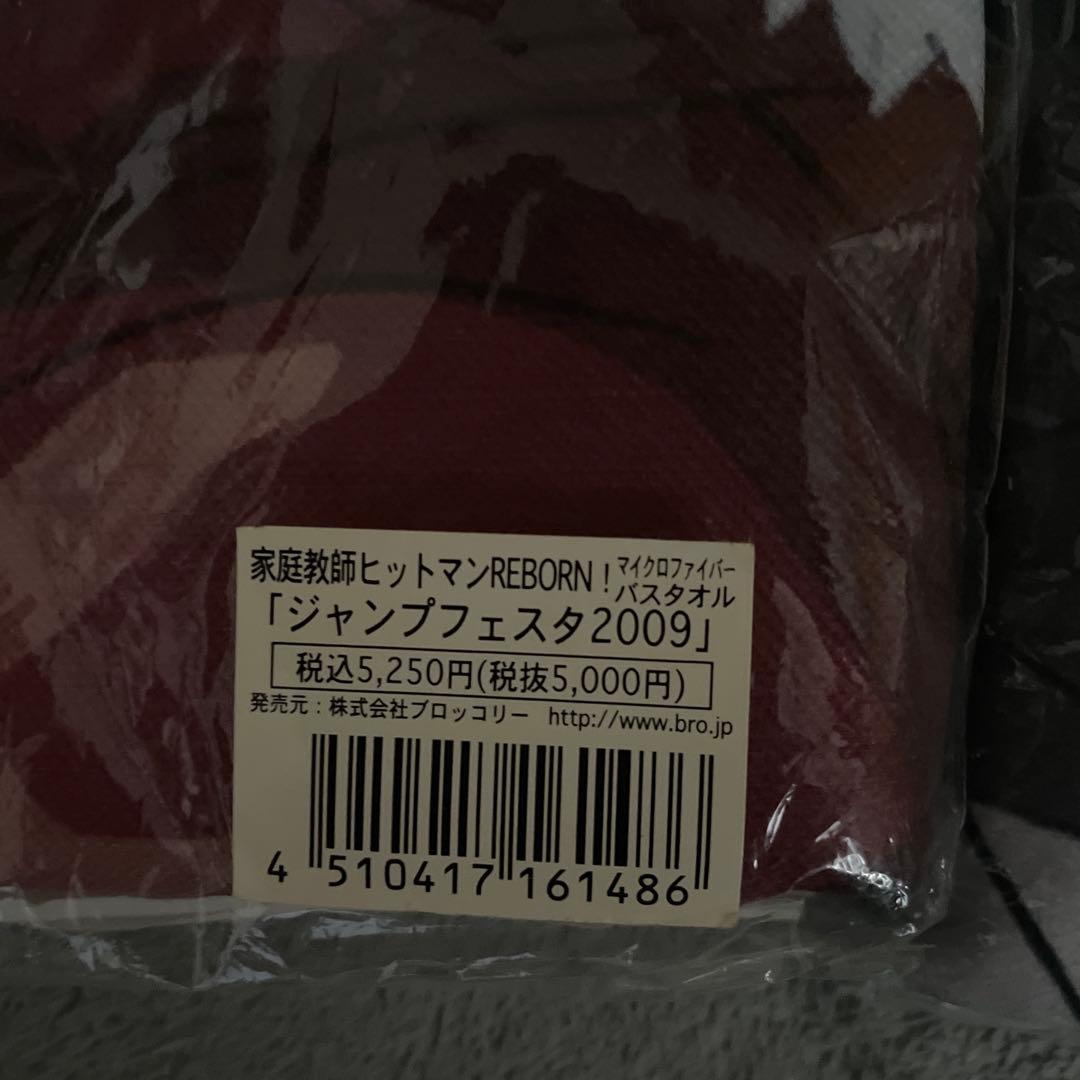 家庭教師ヒットマンREBORN！マイクロファイバーバスタオル
「ジャンプフェスタ2009」
税込5,250円(税抜5,000円)
発売元：株式会社ブロッコリー http://www.bro.jp
4 510417 161486